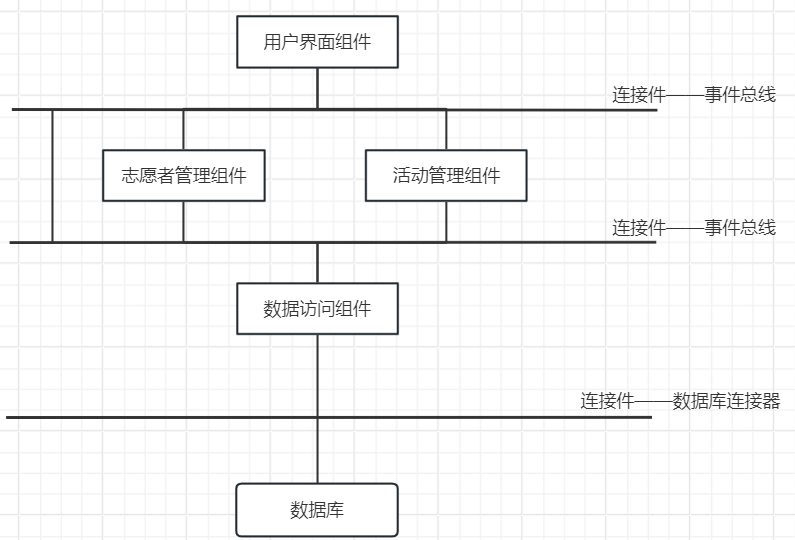 用户界面组件
连接件——事件总线
志愿者管理组件
活动管理组件
连接件——事件总线
数据访问组件
连接件——数据库连接器
数据库